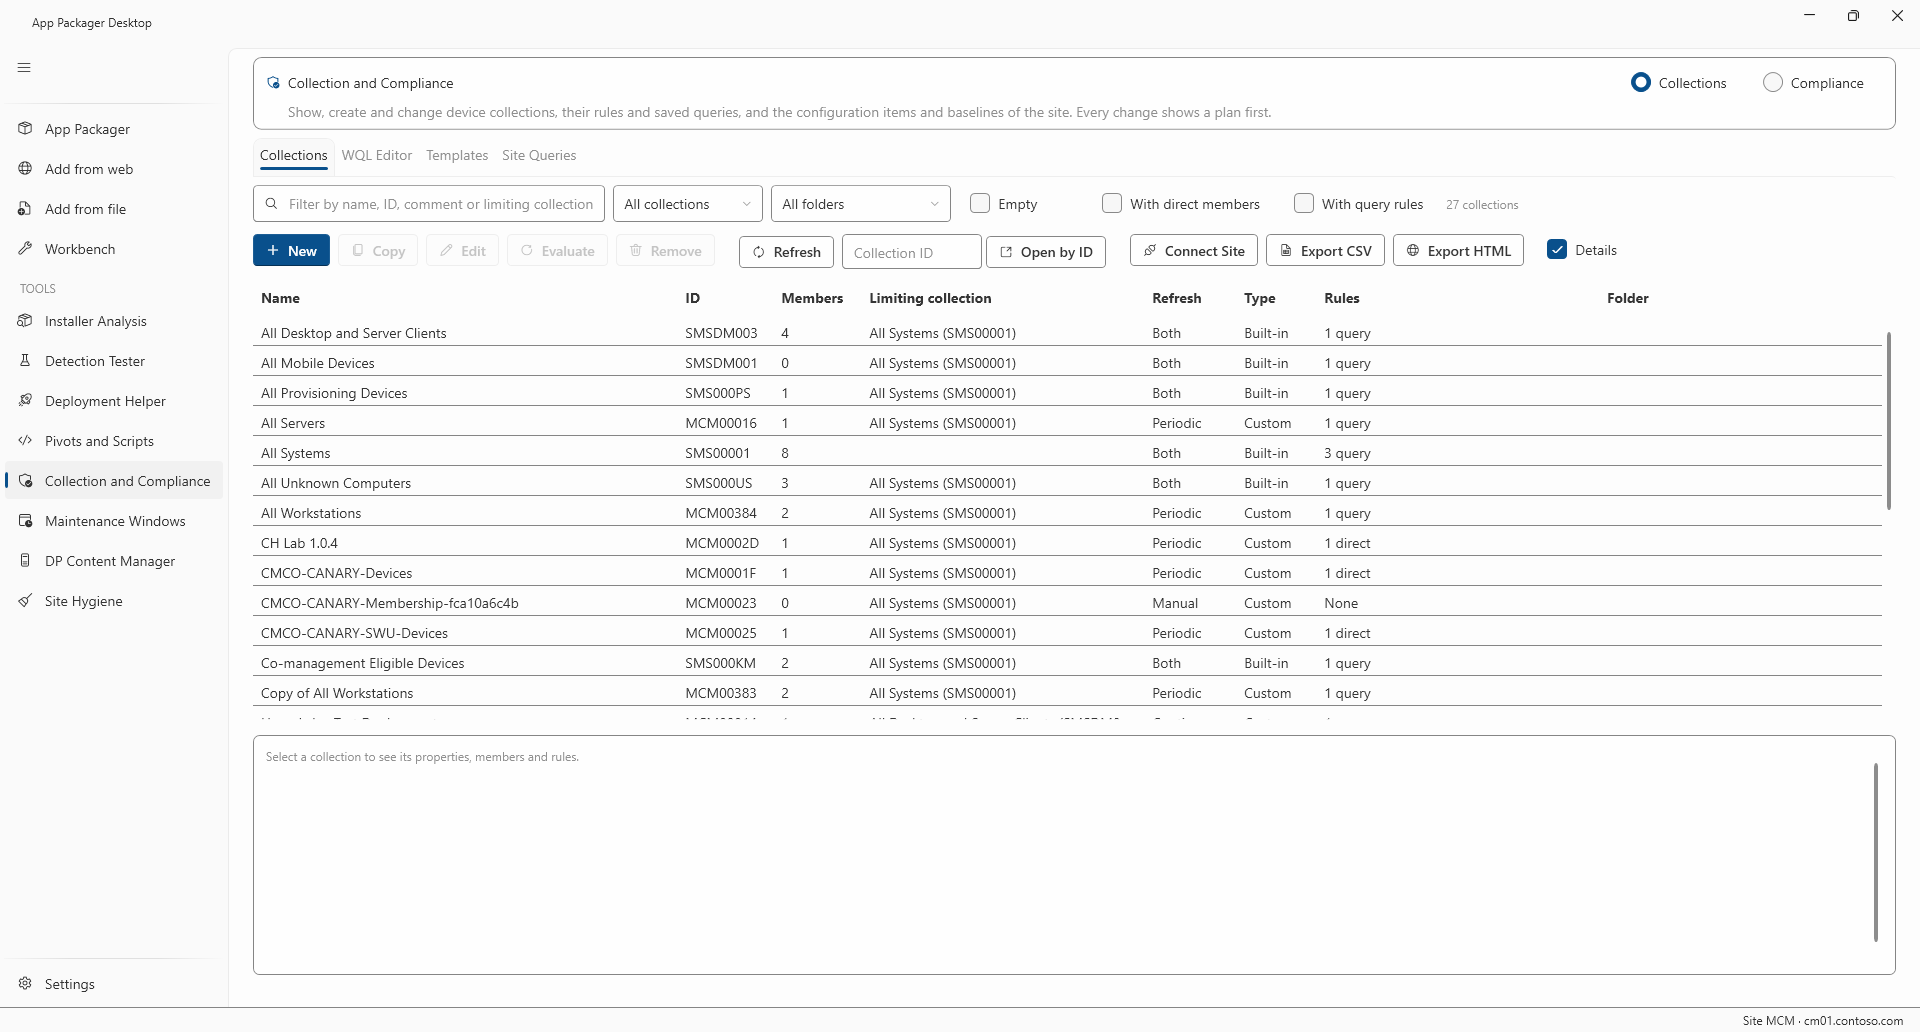 App Packager Desktop
Collection and Compliance
Collections
Compliance
Show, create and change device collections, their rules and saved queries, and the configuration items and baselines of the site. Every change shows a plan first.
App Packager
Add from web
Add from file
Workbench
TOOLS
Installer Analysis
Detection Tester
Deployment Helper
Pivots and Scripts
Collection and Compliance
Maintenance Windows
DP Content Manager
Site Hygiene
Settings
Collections WQL Editor Templates Site Queries
Filter by name, ID, comment or limiting collection All collections All folders Empty With direct members With query rules 27 collections
New Copy Edit Evaluate Remove Refresh Collection ID Open by ID Connect Site Export CSV Export HTML Details
Name ID Members Limiting collection Refresh Type Rules Folder
All Desktop and Server Clients SMSDM003 4 All Systems (SMS00001) Both Built-in 1 query
All Mobile Devices SMSDM001 0 All Systems (SMS00001) Both Built-in 1 query
All Provisioning Devices SMS000PS 1 All Systems (SMS00001) Both Built-in 1 query
All Servers MCM00016 1 All Systems (SMS00001) Periodic Custom 1 query
All Systems SMS00001 8 Both Built-in 3 query
All Unknown Computers SMS000US 3 All Systems (SMS00001) Both Built-in 1 query
All Workstations MCM00384 2 All Systems (SMS00001) Periodic Custom 1 query
CH Lab 1.0.4 MCM0002D 1 All Systems (SMS00001) Periodic Custom 1 direct
CMCO-CANARY-Devices MCM0001F 1 All Systems (SMS00001) Periodic Custom 1 direct
CMCO-CANARY-Membership-fca10a6c4b MCM00023 0 All Systems (SMS00001) Manual Custom None
CMCO-CANARY-SWU-Devices MCM00025 1 All Systems (SMS00001) Periodic Custom 1 direct
Co-management Eligible Devices SMS000KM 2 All Systems (SMS00001) Both Built-in 1 query
Copy of All Workstations MCM00383 2 All Systems (SMS00001) Periodic Custom 1 query
Select a collection to see its properties, members and rules.
Site MCM · cm01.contoso.com